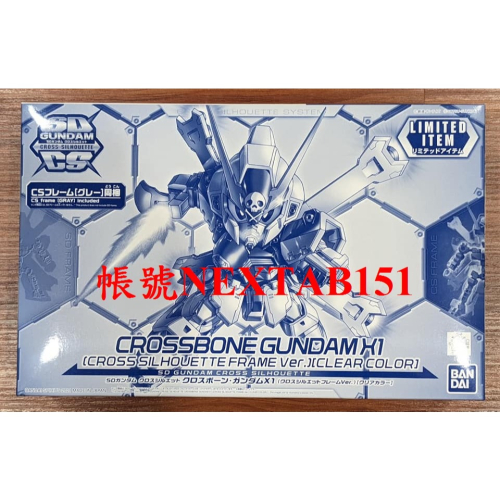 SD
GUNDAM
CROSS-SILHOUETTE
CS
LIMITED
ITEM
リミテッドアイテム
CSフレーム[グレー]同梱
CS frame [GRAY] included
帳號NEXTAB151
CROSSBONE GUNDAM X1
[CROSS SILHOUETTE FRAME Ver.][CLEAR COLOR]
SD GUNDAM CROSS SILHOUETTE
SDガンダム クロスシルエット クロスボーン・ガンダムX1 [クロスシルエットフレームVer.] [クリアカラー]
BAN
DAI